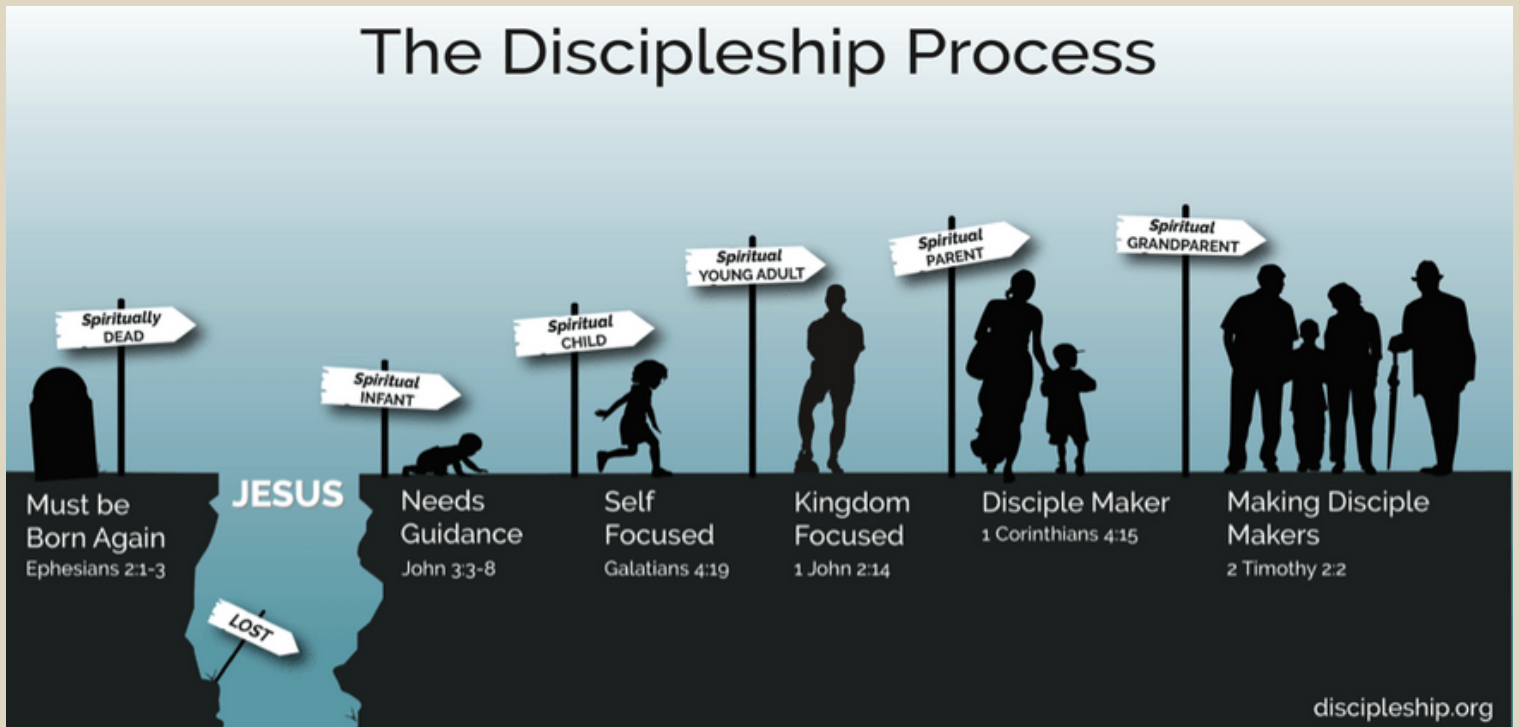 The Discipleship Process
Spiritually
DEAD
Must be
Born Again
Ephesians 2:1-3
JESUS
LOST
Spiritual
INFANT
Needs
Guidance
John 3:3-8
Spiritual
CHILD
Self
Focused
Galatians 4:19
Spiritual
YOUNG ADULT
Kingdom
Focused
1 John 2:14
Spiritual
PARENT
Disciple Maker
1 Corinthians 4:15
Spiritual
GRANDPARENT
Making Disciple
Makers
2 Timothy 2:2
discipleship.org